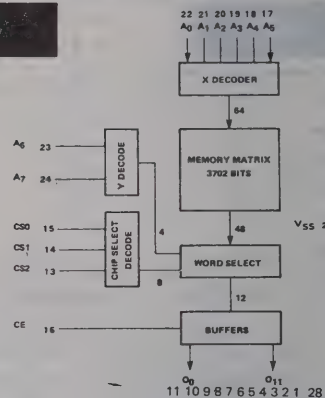 22 21 20 19 18 17
A0 A1 A2 A3 A4 A5
X DECODER
64
A6 23
Y DECODE
MEMORY MATRIX
3702 BITS
A7 24
4
48
VSS
CS0 15
CS1 14
CS2 13
CHIP SELECT
DECODE
WORD SELECT
8
12
CE 16
BUFFERS
O0 O11
11 10 9 8 7 6 5 4 3 2 1 28